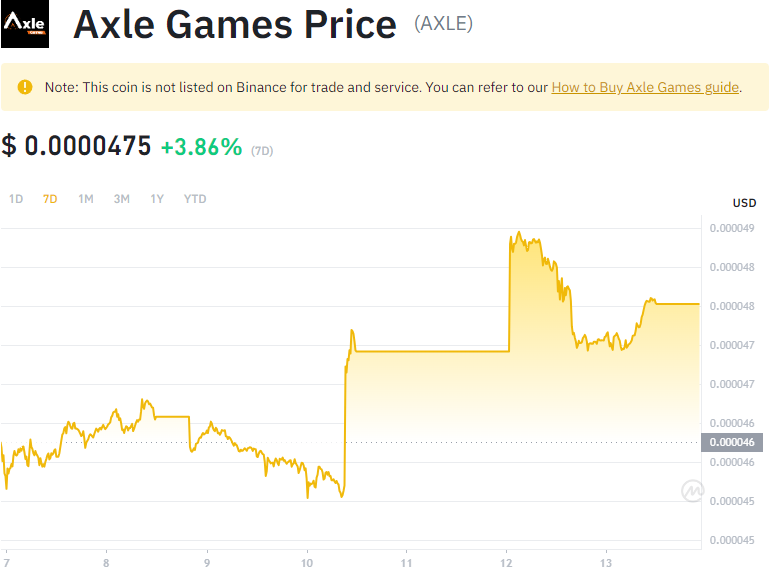 Axle
Axle Games Price (AXLE)
Note: This coin is not listed on Binance for trade and service. You can refer to our How to Buy Axle Games guide.
$ 0.0000475 +3.86% (7D)
1D 7D 1M 3M 1Y YTD
USD
0.000049
0.000048
0.000048
0.000047
0.000047
0.000046
0.000046
0.000046
0.000045
0.000045
7 8 9 10 11 12 13